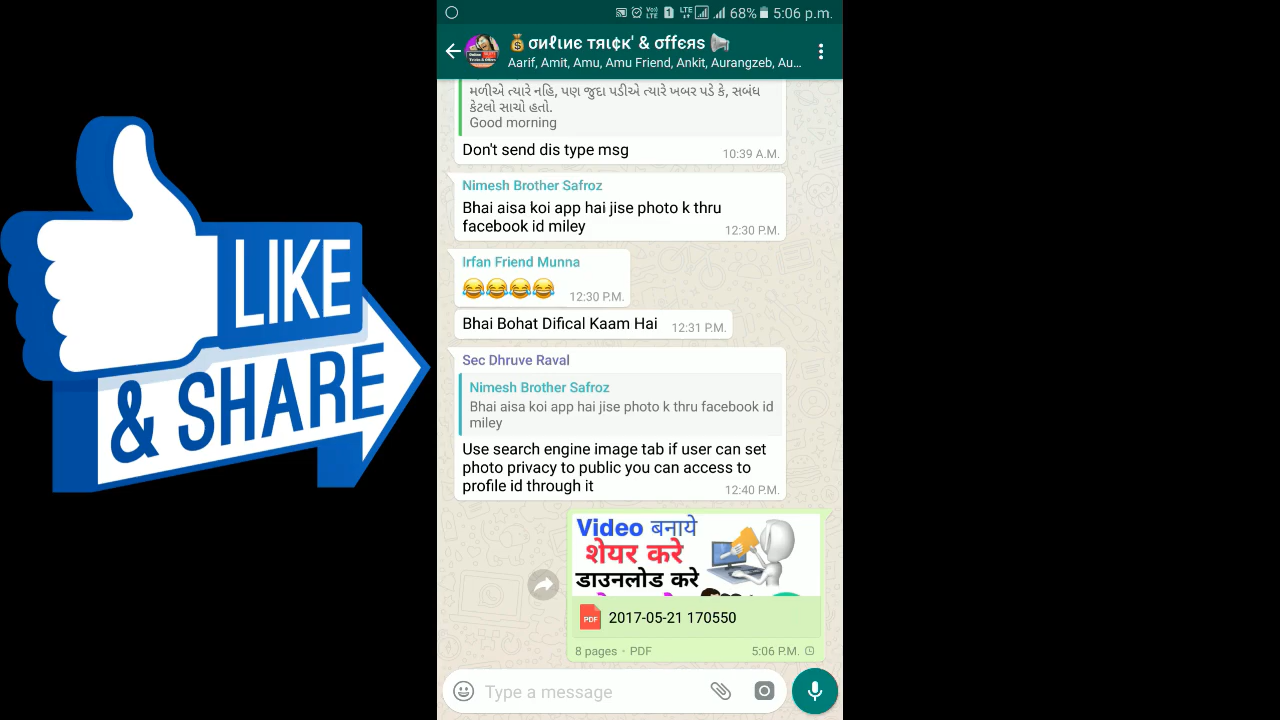 LIKE
& SHARE
68% 5:06 p.m.
σиℓιиє тяι¢к' & σffєяs
Aarif, Amit, Amu, Amu Friend, Ankit, Aurangzeb, Au...
મળીએ ત્યારે નહિ, પણ જુદા પડીએ ત્યારે ખબર પડે કે, સબંધ
કેટલો સાચો હતો.
Good morning
Don't send dis type msg
10:39 A.M.
Nimesh Brother Safroz
Bhai aisa koi app hai jise photo k thru
facebook id miley
12:30 P.M.
Irfan Friend Munna
😂😂😂😂 12:30 P.M.
Bhai Bohat Difical Kaam Hai 12:31 P.M.
Sec Dhruve Raval
Nimesh Brother Safroz
Bhai aisa koi app hai jise photo k thru facebook id
miley
Use search engine image tab if user can set
photo privacy to public you can access to
profile id through it
12:40 P.M.
Video बनाये
शेयर करे
डाउनलोड करे
PDF 2017-05-21 170550
8 pages · PDF 5:06 P.M.
Type a message